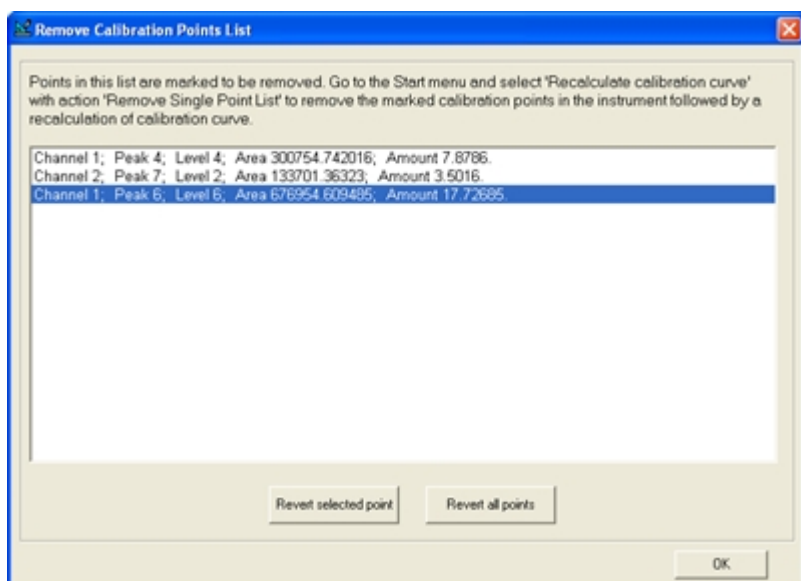 Remove Calibration Points List
Points in this list are marked to be removed. Go to the Start menu and select 'Recalculate calibration curve'
with action 'Remove Single Point List' to remove the marked calibration points in the instrument followed by a
recalculation of calibration curve.
Channel 1; Peak 4; Level 4; Area 300754.742016; Amount 7.8786.
Channel 2; Peak 7; Level 2; Area 133701.36323; Amount 3.5016.
Channel 1; Peak 6; Level 6; Area 676954.609485; Amount 17.72685.
Revert selected point
Revert all points
OK